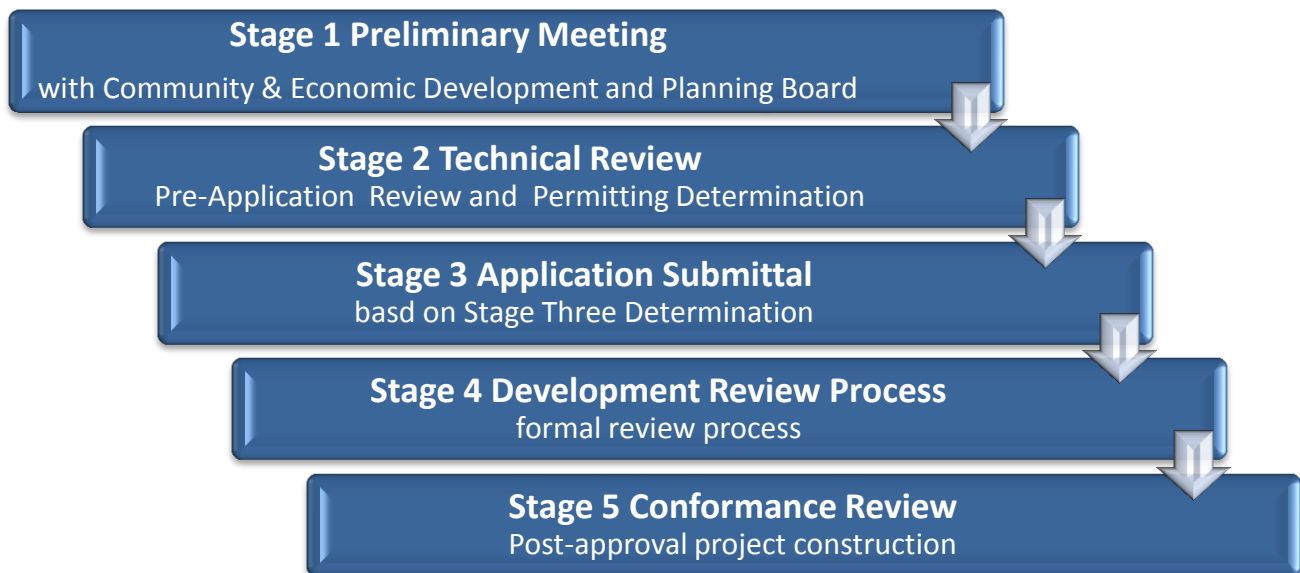 Stage 1 Preliminary Meeting
with Community & Economic Development and Planning Board
Stage 2 Technical Review
Pre-Application Review and Permitting Determination
Stage 3 Application Submittal
basd on Stage Three Determination
Stage 4 Development Review Process
formal review process
Stage 5 Conformance Review
Post-approval project construction